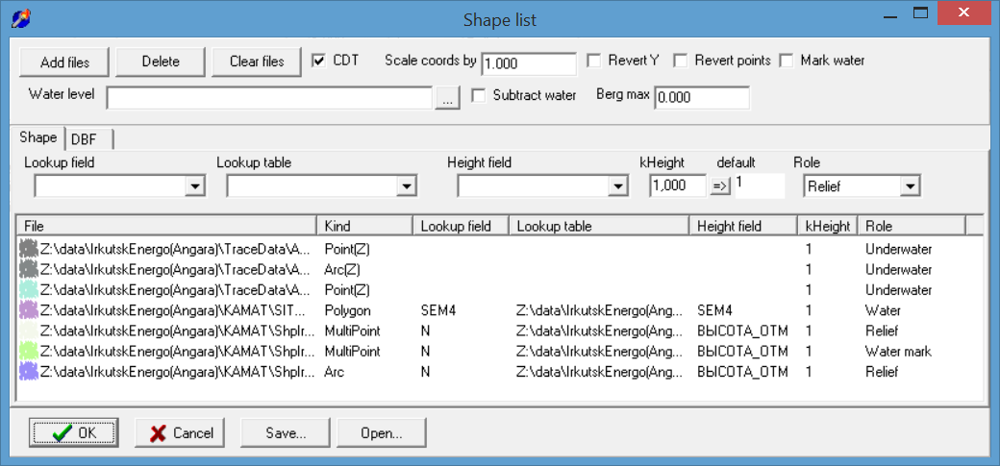 Shape list
Add files Delete Clear files CDT Scale coords by 1.000 Revert Y Revert points Mark water
Water level ... Subtract water Berg max 0.000
Shape DBF
Lookup field Lookup table Height field kHeight default Role
1,000 => 1 Relief
File Kind Lookup field Lookup table Height field kHeight Role
Z:\data\IrkutskEnergo(Angara)\TraceData\A... Point(Z) 1 Underwater
Z:\data\IrkutskEnergo(Angara)\TraceData\A... Arc(Z) 1 Underwater
Z:\data\IrkutskEnergo(Angara)\TraceData\A... Point(Z) 1 Underwater
Z:\data\IrkutskEnergo(Angara)\KAMAT\SIT... Polygon SEM4 Z:\data\IrkutskEnergo(Ang... SEM4 1 Water
Z:\data\IrkutskEnergo(Angara)\KAMAT\ShpIr... MultiPoint N Z:\data\IrkutskEnergo(Ang... ВЫСОТА_ОТМ 1 Relief
Z:\data\IrkutskEnergo(Angara)\KAMAT\ShpIr... MultiPoint N Z:\data\IrkutskEnergo(Ang... ВЫСОТА_ОТМ 1 Water mark
Z:\data\IrkutskEnergo(Angara)\KAMAT\ShpIr... Arc N Z:\data\IrkutskEnergo(Ang... ВЫСОТА_ОТМ 1 Relief
OK Cancel Save... Open...